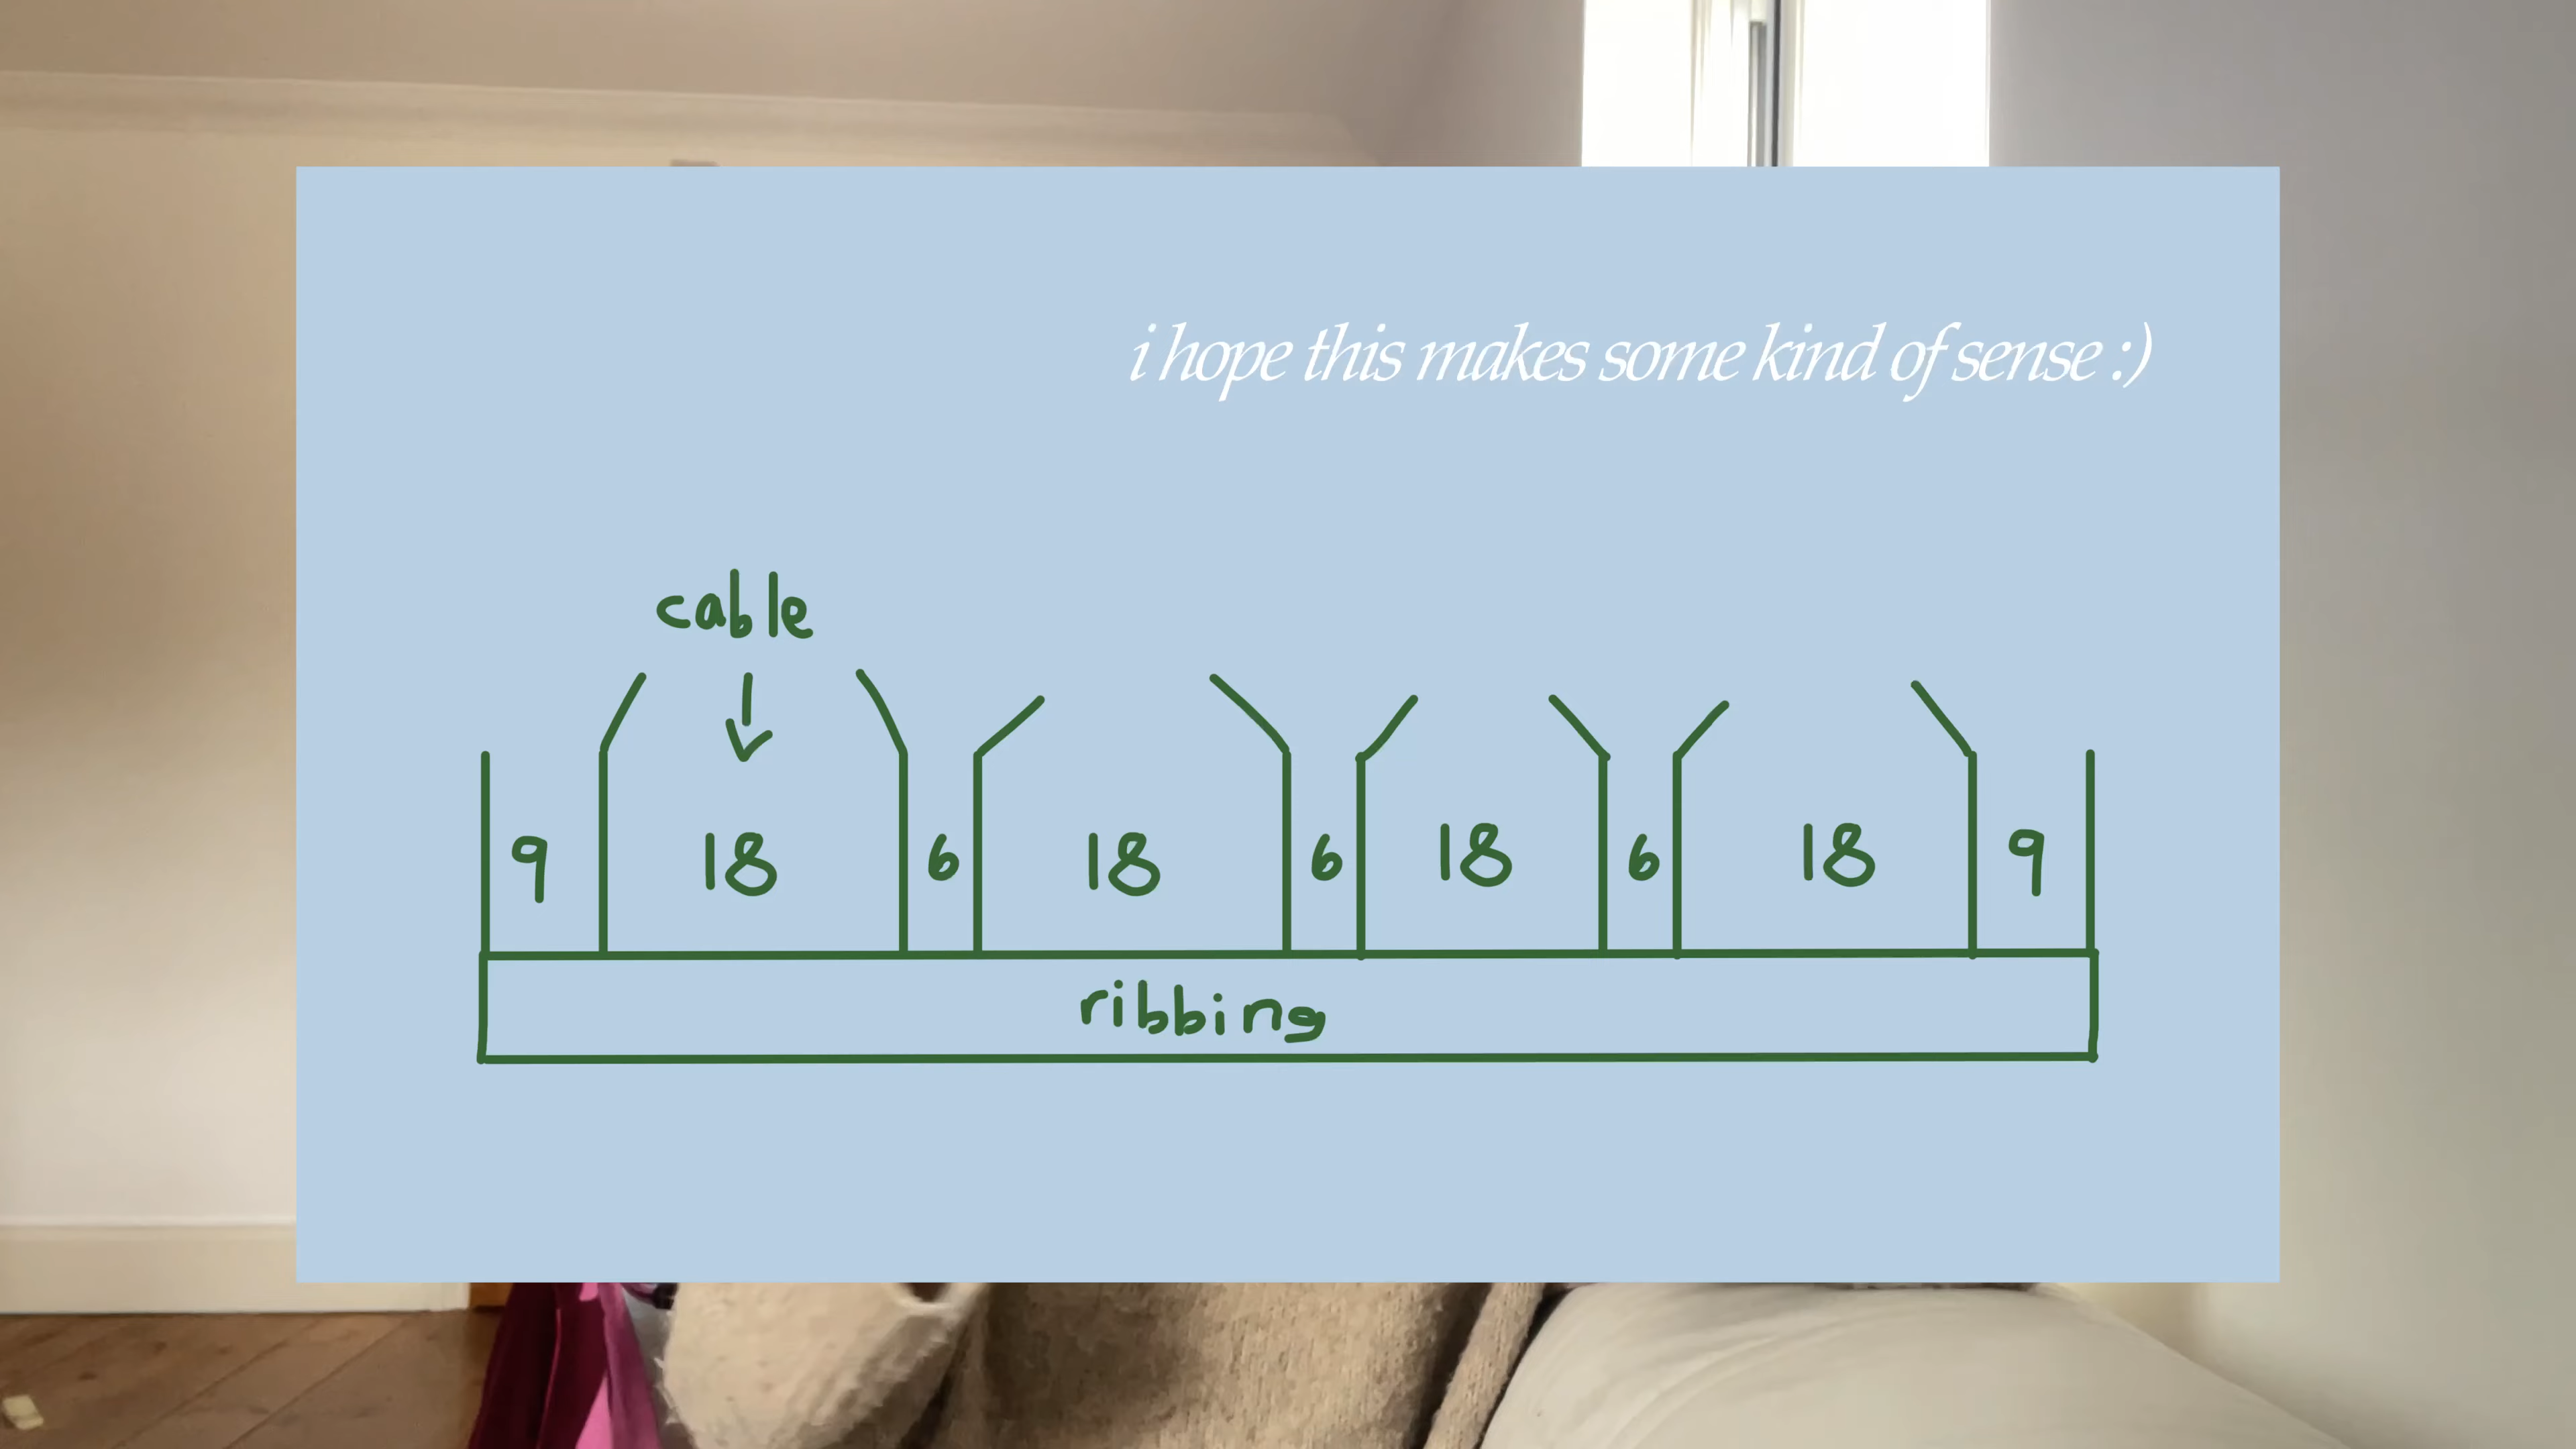 i hope this makes some kind of sense :)
cable
9 18 6 18 6 18 6 18 9
ribbing